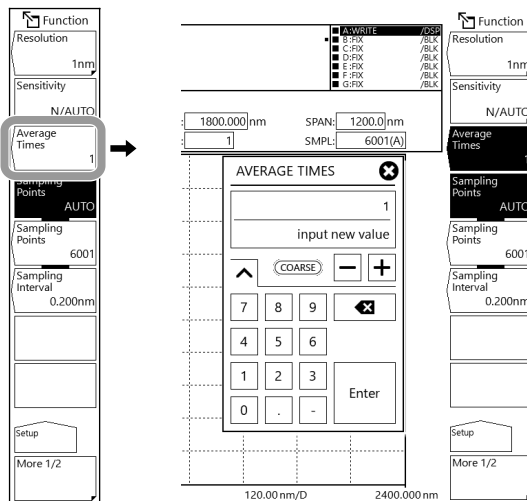 Function
Resolution
1nm
Sensitivity
N/AUTO
Average
Times
1
Sampling
Points
AUTO
Sampling
Points
6001
Sampling
Interval
0.200nm
Setup
More 1/2
A:WRITE /DSP
B:FIX /BLK
C:FIX /BLK
D:FIX /BLK
E:FIX /BLK
F:FIX /BLK
G:FIX /BLK
: 1800.000 nm SPAN: 1200.0 nm
: 1 SMPL: 6001(A)
AVERAGE TIMES
1
input new value
COARSE
7 8 9
4 5 6
1 2 3
Enter
0 . -
120.00 nm/D 2400.000 nm
Function
Resolution
1nm
Sensitivity
N/AUTO
Average
Times
1
Sampling
Points
AUTO
Sampling
Points
6001
Sampling
Interval
0.200nm
Setup
More 1/2